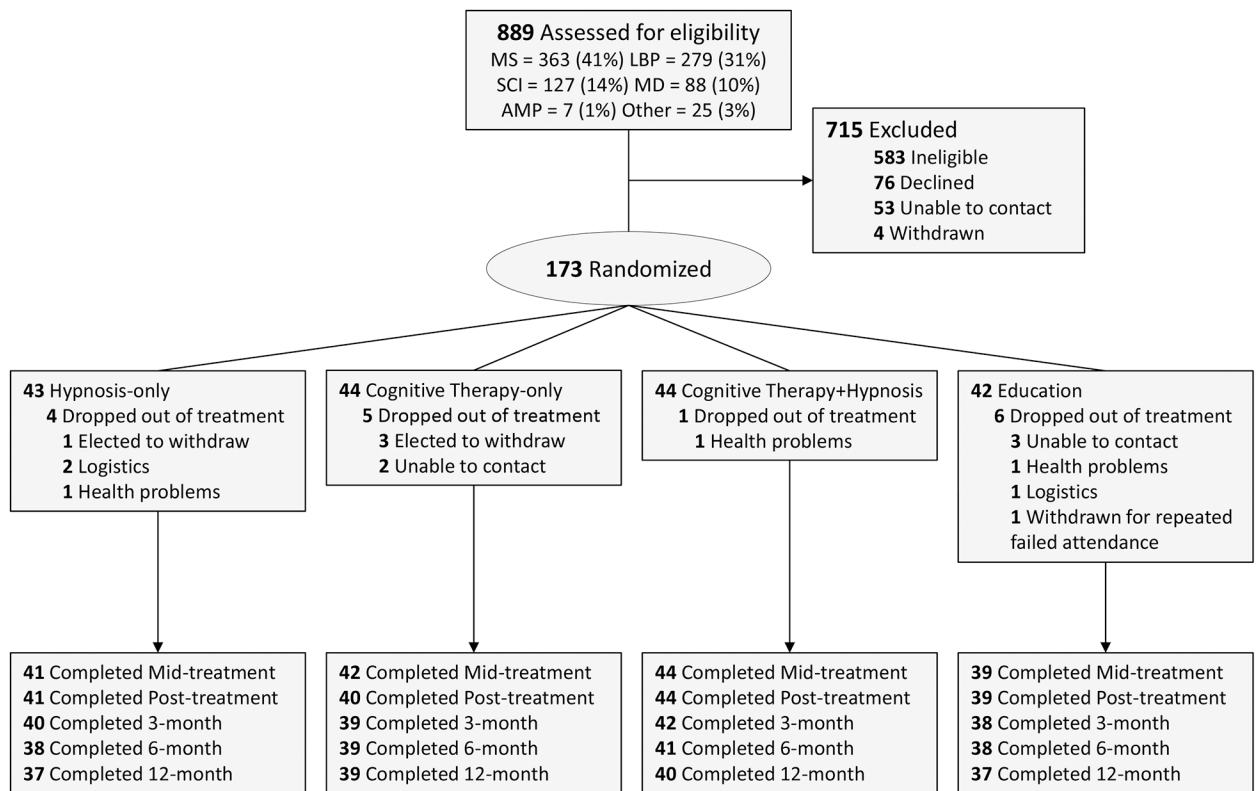 889 Assessed for eligibility
MS = 363 (41%) LBP = 279 (31%)
SCI = 127 (14%) MD = 88 (10%)
AMP = 7 (1%) Other = 25 (3%)
715 Excluded
583 Ineligible
76 Declined
53 Unable to contact
4 Withdrawn
173 Randomized
43 Hypnosis-only
4 Dropped out of treatment
1 Elected to withdraw
2 Logistics
1 Health problems
44 Cognitive Therapy-only
5 Dropped out of treatment
3 Elected to withdraw
2 Unable to contact
44 Cognitive Therapy+Hypnosis
1 Dropped out of treatment
1 Health problems
42 Education
6 Dropped out of treatment
3 Unable to contact
1 Health problems
1 Logistics
1 Withdrawn for repeated
failed attendance
41 Completed Mid-treatment
41 Completed Post-treatment
40 Completed 3-month
38 Completed 6-month
37 Completed 12-month
42 Completed Mid-treatment
40 Completed Post-treatment
39 Completed 3-month
39 Completed 6-month
39 Completed 12-month
44 Completed Mid-treatment
44 Completed Post-treatment
42 Completed 3-month
41 Completed 6-month
40 Completed 12-month
39 Completed Mid-treatment
39 Completed Post-treatment
38 Completed 3-month
38 Completed 6-month
37 Completed 12-month